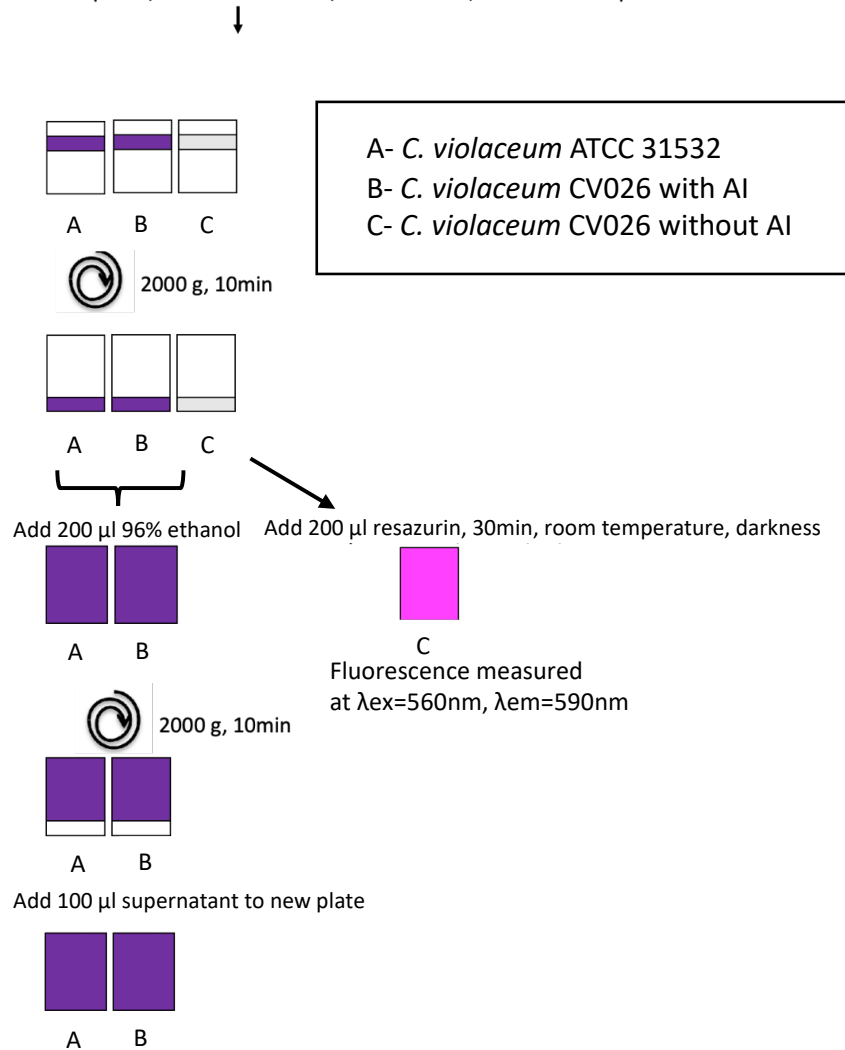 A- C. violaceum ATCC 31532
B- C. violaceum CV026 with AI
C- C. violaceum CV026 without AI
A B C
2000 g, 10min
A B C
Add 200 µl 96% ethanol Add 200 µl resazurin, 30min, room temperature, darkness
A B
C
Fluorescence measured
at λex=560nm, λem=590nm
2000 g, 10min
A B
Add 100 µl supernatant to new plate
A B